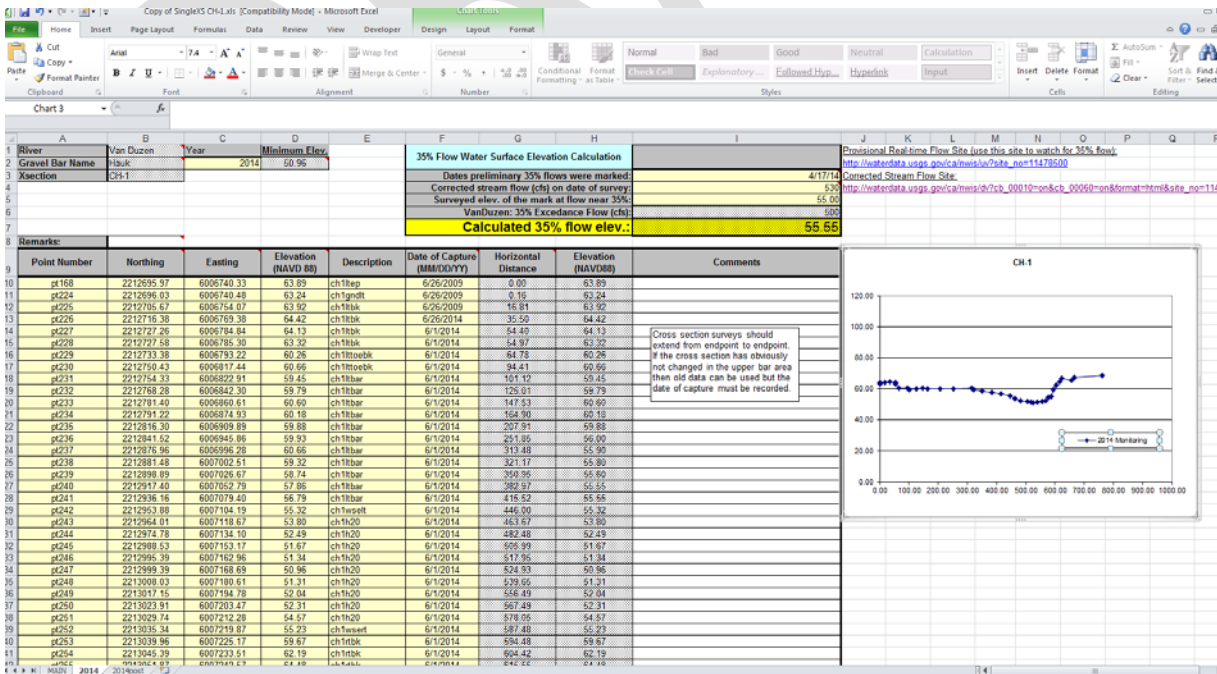 Copy of SingleXS CH-1.xls [Compatibility Mode] - Microsoft Excel
Chart Tools
File Home Insert Page Layout Formulas Data Review View Developer Design Layout Format
Cut
Copy
Format Painter
Paste
Clipboard
Arial 7.4
Font
Wrap Text
Merge & Center
Alignment
General
Number
Conditional Formatting
Format as Table
Normal Bad Good Neutral Calculation
Check Cell Explanatory ... Followed Hyp... Hyperlink Input
Styles
Insert Delete Format
Cells
AutoSum
Fill
Clear
Sort & Filter
Find & Select
Editing
Chart 3
fx
A B C D E F G H I J K L M N O P Q
River Van Duzen Year Minimum Elev.
Gravel Bar Name Hauk 2014 50.96
Xsection CH-1
35% Flow Water Surface Elevation Calculation
Dates preliminary 35% flows were marked: 4/17/14
Corrected stream flow (cfs) on date of survey: 530
Surveyed elev. of the mark at flow near 35%: 55.00
VanDuzen: 35% Excedance Flow (cfs): 500
Calculated 35% flow elev.: 55.55
Provisional Real-time Flow Site (use this site to watch for 35% flow):
http://waterdata.usgs.gov/ca/nwis/uv?site_no=11478500
Corrected Stream Flow Site:
http://waterdata.usgs.gov/ca/nwis/dv?cb_00010=on&cb_00060=on&format=html&site_no=114
Remarks:
Point Number Northing Easting Elevation (NAVD 88) Description Date of Capture (MM/DD/YY) Horizontal Distance Elevation (NAVD88) Comments
pt168 2212695.97 6006740.33 63.89 ch1ltep 6/26/2009 0.00 63.89
pt224 2212696.03 6006740.48 63.24 ch1gndlt 6/26/2009 0.16 63.24
pt225 2212705.67 6006754.07 63.92 ch1ltbk 6/26/2009 16.81 63.92
pt226 2212716.38 6006769.38 64.42 ch1ltbk 6/26/2014 35.50 64.42
pt227 2212727.26 6006784.84 64.13 ch1ltbk 6/1/2014 54.40 64.13
pt228 2212727.58 6006785.30 63.32 ch1ltbk 6/1/2014 54.97 63.32
pt229 2212733.38 6006793.22 60.26 ch1lttoebk 6/1/2014 64.78 60.26
pt230 2212750.43 6006817.44 60.66 ch1lttoebk 6/1/2014 94.41 60.66
pt231 2212754.33 6006822.91 59.45 ch1ltbar 6/1/2014 101.12 59.45
pt232 2212768.28 6006842.30 59.79 ch1ltbar 6/1/2014 125.01 59.79
pt233 2212781.40 6006860.61 60.60 ch1ltbar 6/1/2014 147.53 60.60
pt234 2212791.22 6006874.93 60.18 ch1ltbar 6/1/2014 164.90 60.18
pt235 2212816.30 6006909.89 59.88 ch1ltbar 6/1/2014 207.91 59.88
pt236 2212841.52 6006945.86 59.93 ch1ltbar 6/1/2014 251.85 56.00
pt237 2212876.96 6006996.28 60.66 ch1ltbar 6/1/2014 313.48 55.90
pt238 2212881.48 6007002.51 59.32 ch1ltbar 6/1/2014 321.17 55.80
pt239 2212898.89 6007026.67 58.74 ch1ltbar 6/1/2014 350.95 55.60
pt240 2212917.40 6007052.79 57.86 ch1ltbar 6/1/2014 382.97 55.55
pt241 2212936.16 6007079.40 56.79 ch1ltbar 6/1/2014 415.52 55.55
pt242 2212953.88 6007104.19 55.32 ch1wselt 6/1/2014 446.00 55.32
pt243 2212964.01 6007118.67 53.80 ch1h20 6/1/2014 463.67 53.80
pt244 2212974.78 6007134.10 52.49 ch1h20 6/1/2014 482.48 52.49
pt245 2212988.53 6007153.17 51.67 ch1h20 6/1/2014 505.99 51.67
pt246 2212995.39 6007162.96 51.34 ch1h20 6/1/2014 517.95 51.34
pt247 2212999.39 6007168.69 50.96 ch1h20 6/1/2014 524.93 50.96
pt248 2213008.03 6007180.61 51.31 ch1h20 6/1/2014 539.65 51.31
pt249 2213017.15 6007194.78 52.04 ch1h20 6/1/2014 556.49 52.04
pt250 2213023.91 6007203.47 52.31 ch1h20 6/1/2014 567.49 52.31
pt251 2213029.74 6007212.28 54.57 ch1h20 6/1/2014 578.05 54.57
pt252 2213035.34 6007219.87 55.23 ch1wsert 6/1/2014 587.48 55.23
pt253 2213039.96 6007225.17 59.67 ch1rtbk 6/1/2014 594.48 59.67
pt254 2213045.39 6007233.51 62.19 ch1rtbk 6/1/2014 604.42 62.19
Cross section surveys should
extend from endpoint to endpoint.
If the cross section has obviously
not changed in the upper bar area
then old data can be used but the
date of capture must be recorded.
CH-1
120.00
100.00
80.00
60.00
40.00
20.00
0.00
0.00 100.00 200.00 300.00 400.00 500.00 600.00 700.00 800.00 900.00 1000.00
2014 Monitoring
MAIN 2014 2014post